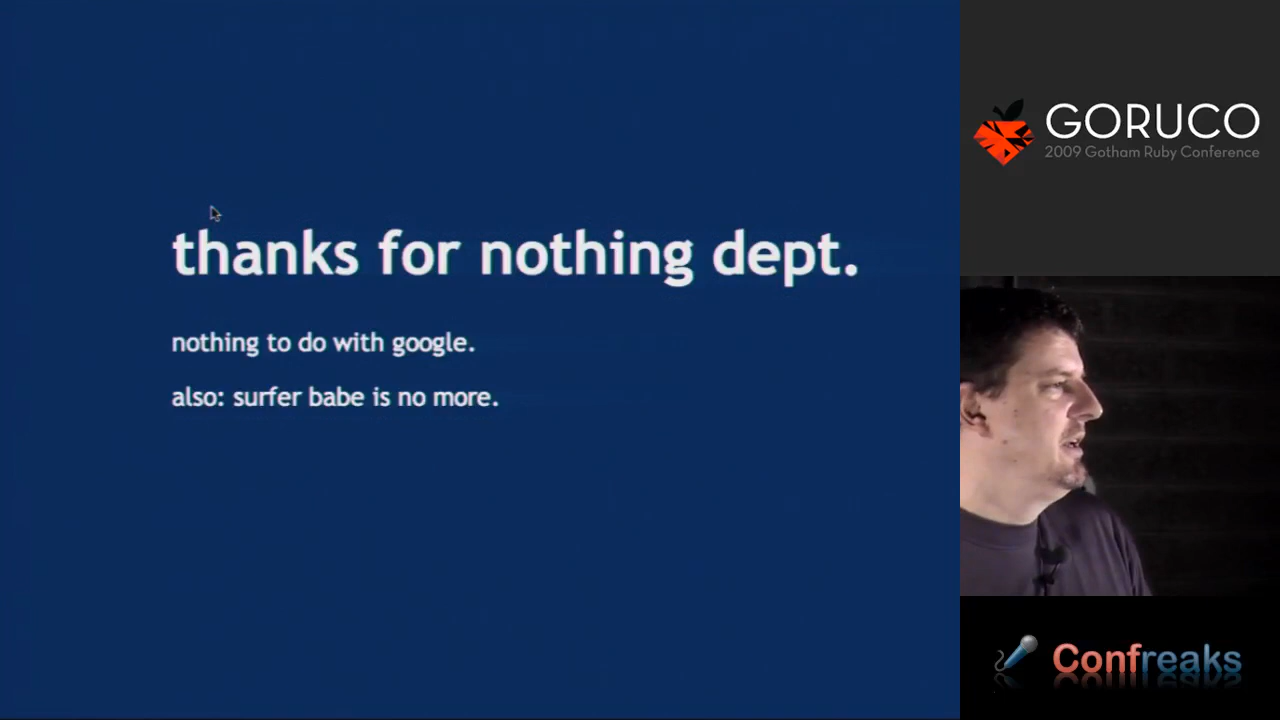 thanks for nothing dept.
nothing to do with google.
also: surfer babe is no more.
GORUCO
2009 Gotham Ruby Conference
Confreaks